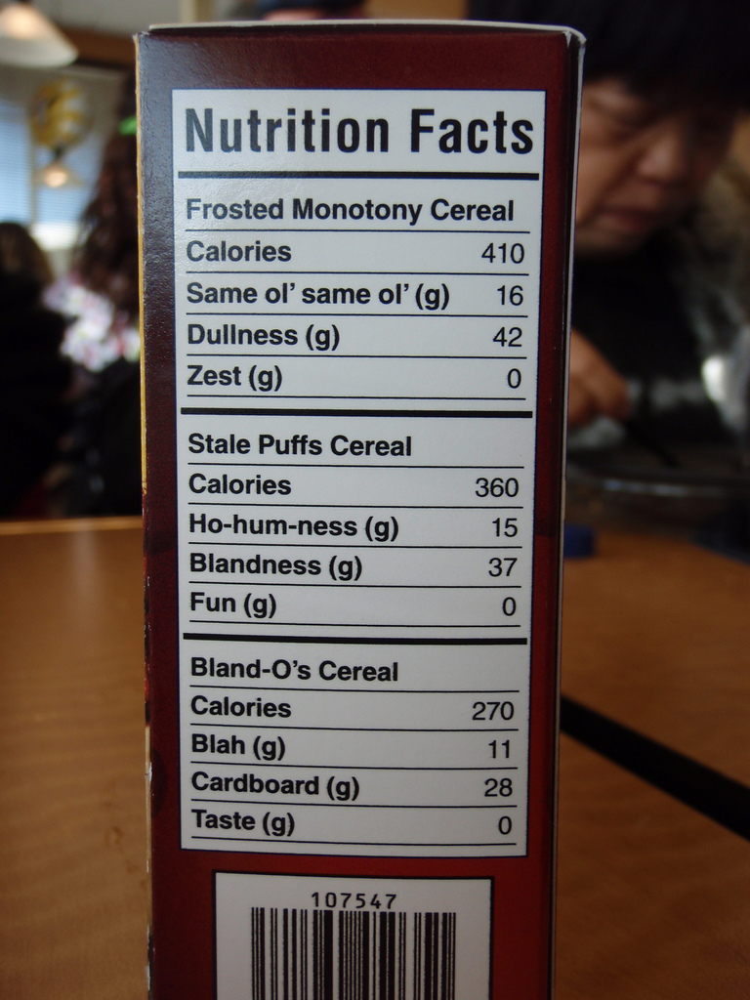 Nutrition Facts
Frosted Monotony Cereal
Calories 410
Same ol' same ol' (g) 16
Dullness (g) 42
Zest (g) 0
Stale Puffs Cereal
Calories 360
Ho-hum-ness (g) 15
Blandness (g) 37
Fun (g) 0
Bland-O's Cereal
Calories 270
Blah (g) 11
Cardboard (g) 28
Taste (g) 0
107547